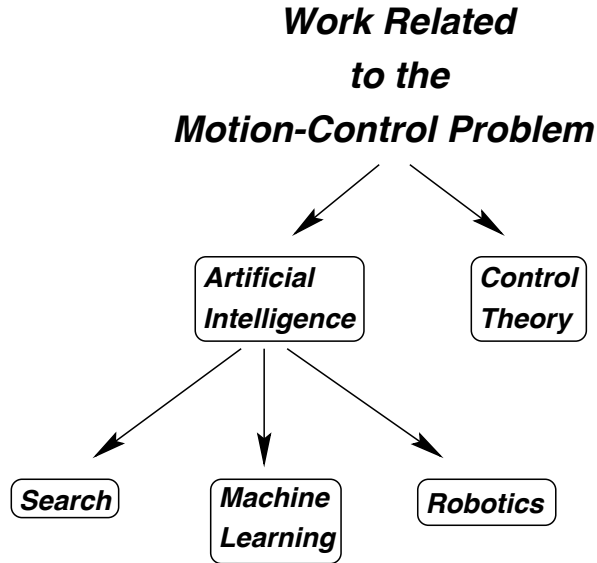 Work Related
to the
Motion-Control Problem
Artificial
Intelligence
Control
Theory
Search
Machine
Learning
Robotics